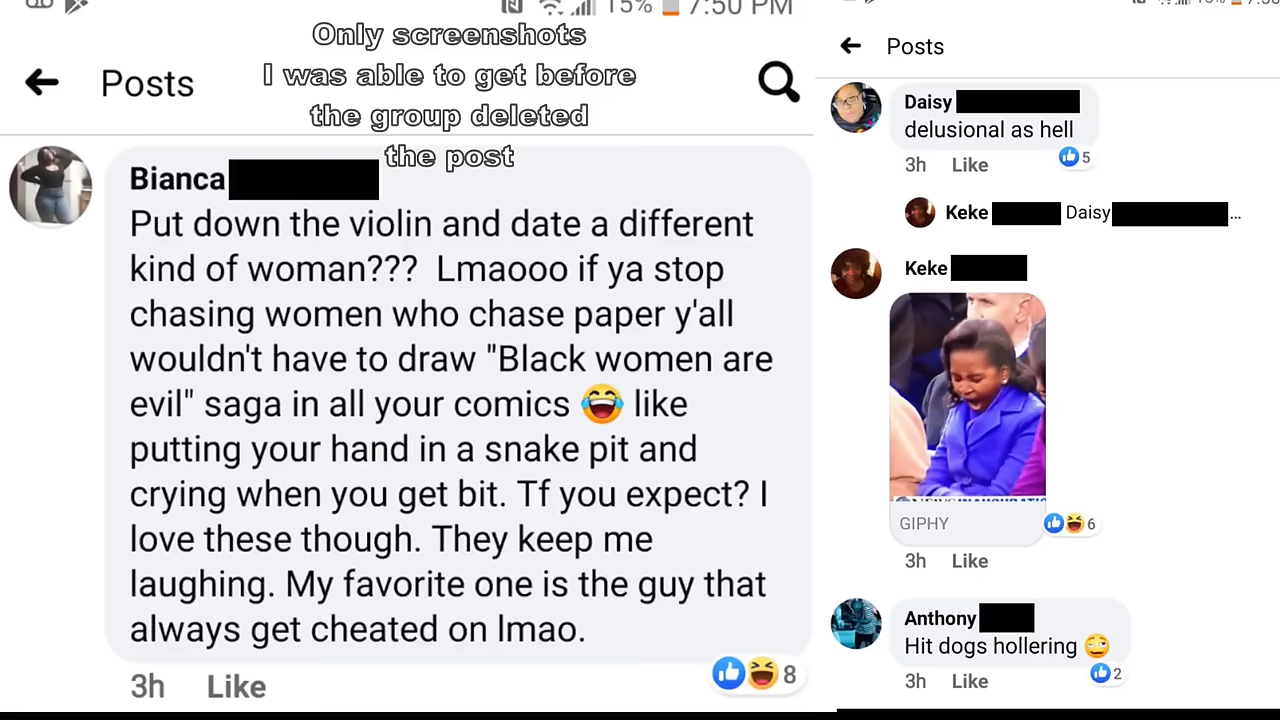 15% 7:50 PM
Only screenshots
I was able to get before
the group deleted
the post
Posts
Bianca
Put down the violin and date a different
kind of woman??? Lmaooo if ya stop
chasing women who chase paper y'all
wouldn't have to draw "Black women are
evil" saga in all your comics 😂 like
putting your hand in a snake pit and
crying when you get bit. Tf you expect? I
love these though. They keep me
laughing. My favorite one is the guy that
always get cheated on lmao.
3h Like 8
Posts
Daisy
delusional as hell
3h Like 5
Keke Daisy ...
Keke
GIPHY
6
3h Like
Anthony
Hit dogs hollering 🙄
3h Like 2